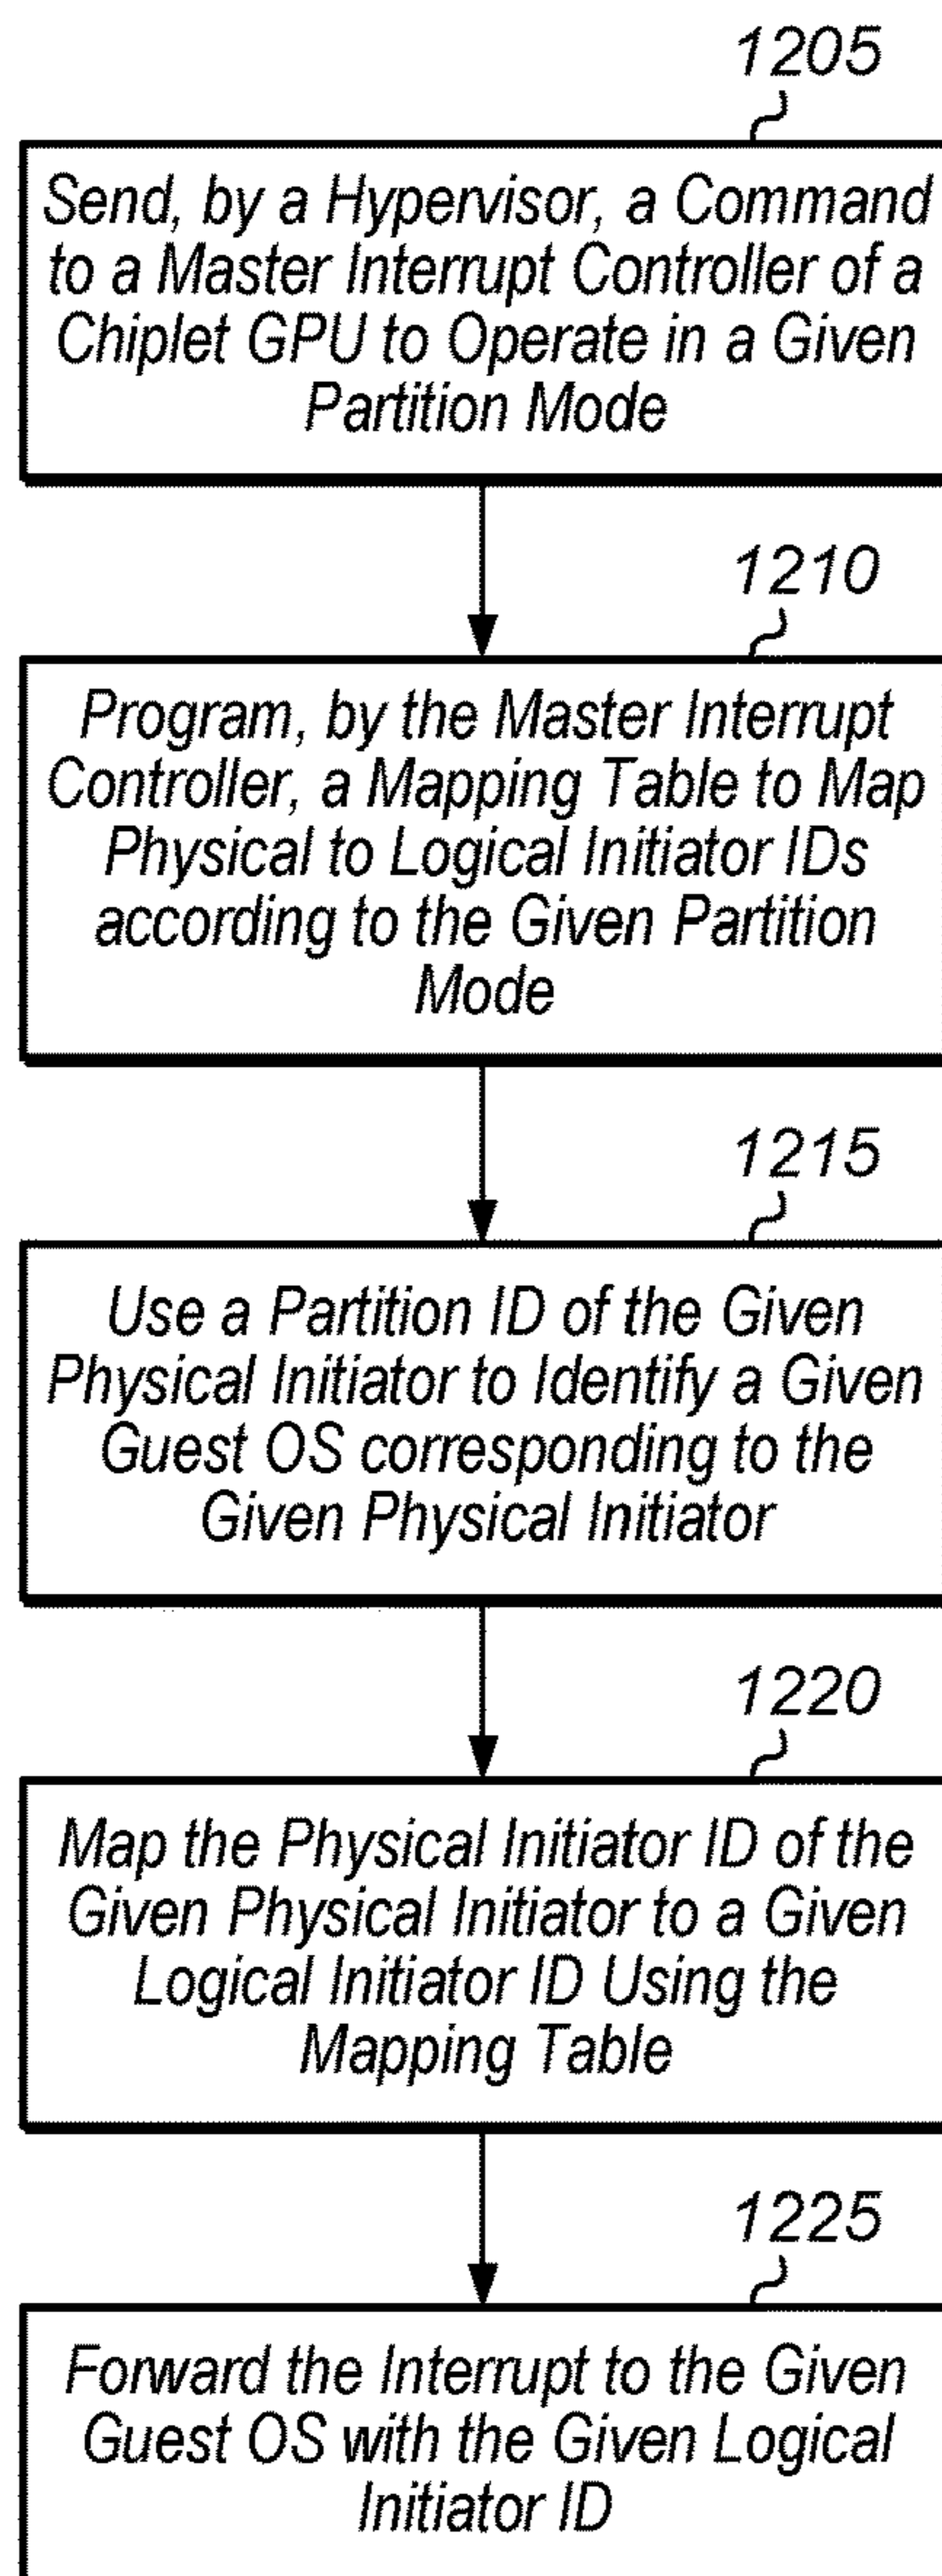 1205
Send, by a Hypervisor, a Command
to a Master Interrupt Controller of a
Chiplet GPU to Operate in a Given
Partition Mode
1210
Program, by the Master Interrupt
Controller, a Mapping Table to Map
Physical to Logical Initiator IDs
according to the Given Partition
Mode
1215
Use a Partition ID of the Given
Physical Initiator to Identify a Given
Guest OS corresponding to the
Given Physical Initiator
1220
Map the Physical Initiator ID of the
Given Physical Initiator to a Given
Logical Initiator ID Using the
Mapping Table
1225
Forward the Interrupt to the Given
Guest OS with the Given Logical
Initiator ID